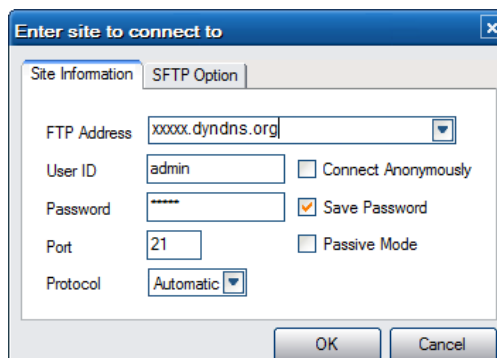 Enter site to connect to
Site Information SFTP Option
FTP Address xxxxx.dyndns.org
User ID admin Connect Anonymously
Password ***** Save Password
Port 21 Passive Mode
Protocol Automatic
OK Cancel